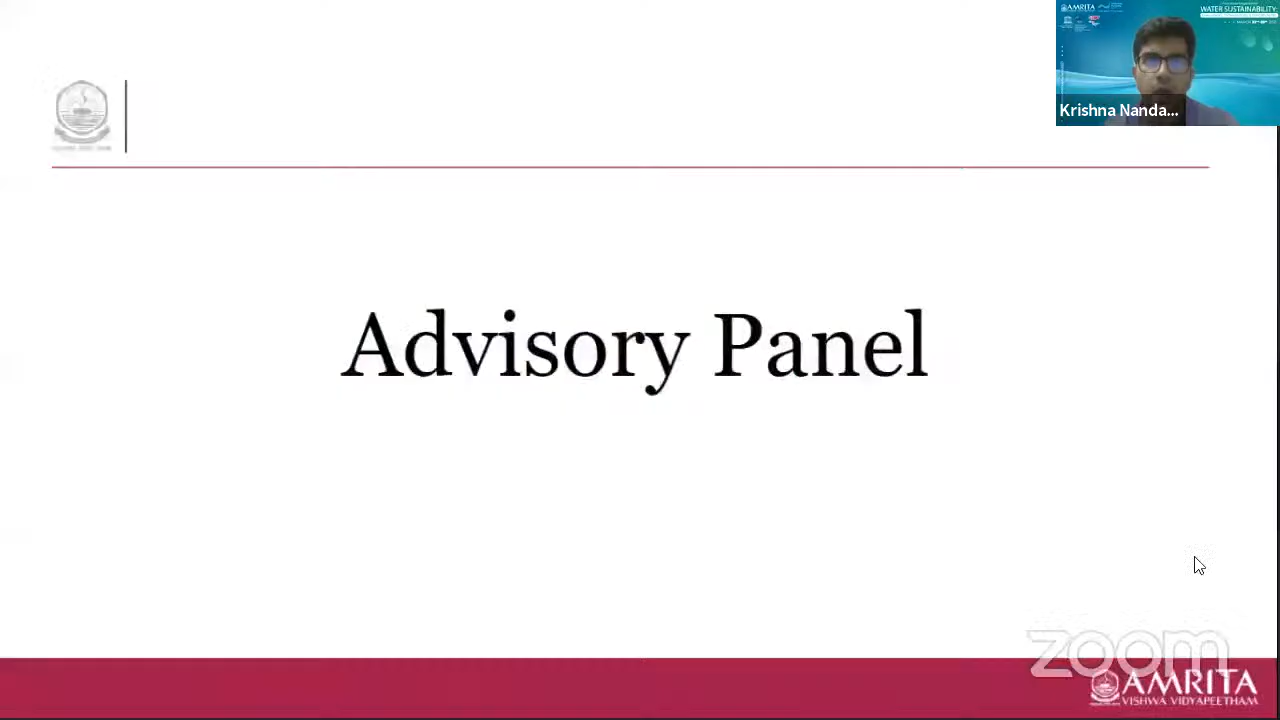 AMRITA
WATER SUSTAINABILITY
Krishna Nanda...
Advisory Panel
zoom
AMRITA
VISHWA VIDYAPEETHAM